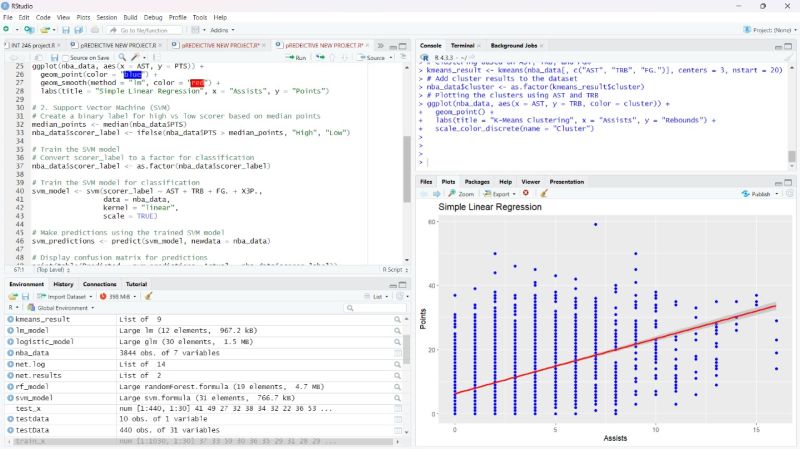 RStudio
File Edit Code View Plots Session Build Debug Profile Tools Help
Go to file/function Addins
Project: (None)
INT 246 project.R × PREDEICTIVE NEW PROJECT.R × PREDEICTIVE NEW PROJECT.R* × PREDEICTIVE NEW PROJECT.R* ×
Source on Save Run Source
25 ggplot(nba_data, aes(x = AST, y = PTS)) +
26 geom_point(color = "blue") +
27 geom_smooth(method = "lm", color = "red") +
28 labs(title = "Simple Linear Regression", x = "Assists", y = "Points")
29
30 # 2. Support Vector Machine (SVM)
31 # Create a binary label for high vs low scorer based on median points
32 median_points <- median(nba_data$PTS)
33 nba_data$scorer_label <- ifelse(nba_data$PTS > median_points, "High", "Low")
34
35 # Train the SVM model
36 # Convert scorer_label to a factor for classification
37 nba_data$scorer_label <- as.factor(nba_data$scorer_label)
38
39 # Train the SVM model for classification
40 svm_model <- svm(scorer_label ~ AST + TRB + FG. + X3P.,
41 data = nba_data,
42 kernel = "linear",
43 scale = TRUE)
44
45 # Make predictions using the trained SVM model
46 svm_predictions <- predict(svm_model, newdata = nba_data)
47
48 # Display confusion matrix for predictions
67:1 (Top Level) R Script
Environment History Connections Tutorial
Import Dataset 398 MiB List
R Global Environment
kmeans_result List of 9
lm_model Large lm (12 elements, 967.2 kB)
logistic_model Large glm (30 elements, 1.5 MB)
nba_data 3844 obs. of 7 variables
net.log List of 14
net.results List of 2
rf_model Large randomForest.formula (19 elements, 4.7 MB)
svm_model Large svm.formula (31 elements, 766.7 kB)
test_x num [1:440, 1:30] 41 49 27 32 38 34 32 22 36 53 ...
testdata 10 obs. of 1 variable
testData 440 obs. of 31 variables
train_x num [1:1030, 1:30] 37 33 50 30 36 35 29 31 28 29 ...
Console Terminal × Background Jobs ×
R 4.3.3 · ~/
> # Clustering based on AST, TRB, and FG%
> kmeans_result <- kmeans(nba_data[, c("AST", "TRB", "FG.")], centers = 3, nstart = 20)
> # Add cluster results to the dataset
> nba_data$cluster <- as.factor(kmeans_result$cluster)
> # Plotting the clusters using AST and TRB
> ggplot(nba_data, aes(x = AST, y = TRB, color = cluster)) +
+ geom_point() +
+ labs(title = "K-Means Clustering", x = "Assists", y = "Rebounds") +
+ scale_color_discrete(name = "Cluster")
>
>
>
>
Files Plots Packages Help Viewer Presentation
Zoom Export Publish
Simple Linear Regression
60
40
20
0
Points
0 5 10 15
Assists